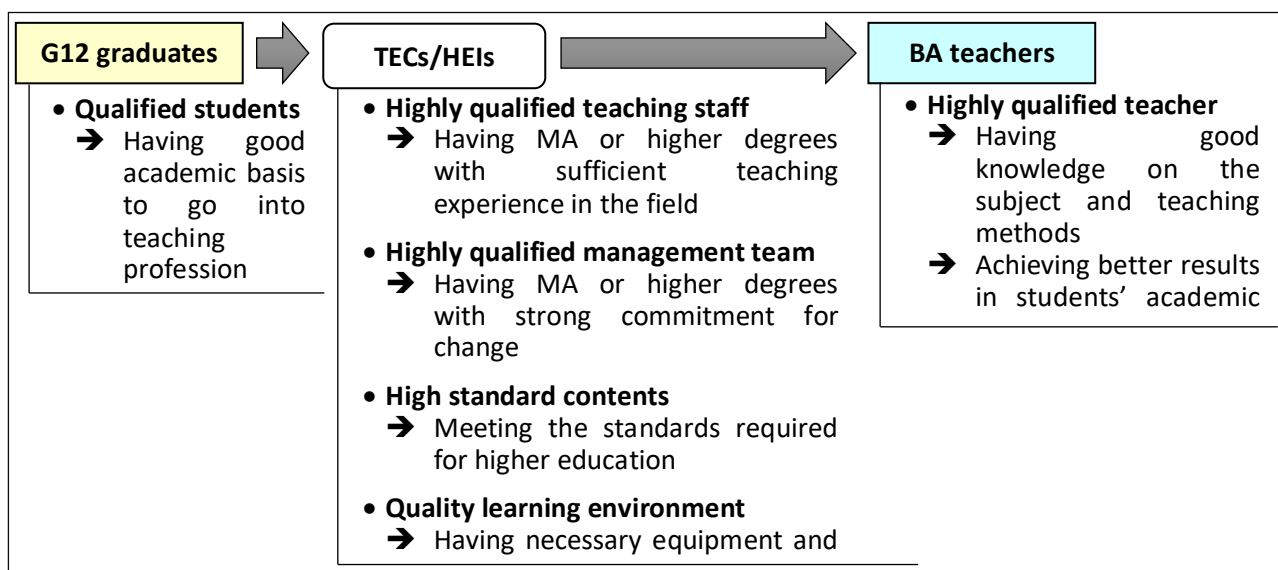 G12 graduates
• Qualified students
➔ Having good
academic basis
to go into
teaching
profession
TECs/HEIs
• Highly qualified teaching staff
➔ Having MA or higher degrees
with sufficient teaching
experience in the field
• Highly qualified management team
➔ Having MA or higher degrees
with strong commitment for
change
• High standard contents
➔ Meeting the standards required
for higher education
• Quality learning environment
➔ Having necessary equipment and
BA teachers
• Highly qualified teacher
➔ Having good
knowledge on the
subject and teaching
methods
➔ Achieving better results
in students’ academic